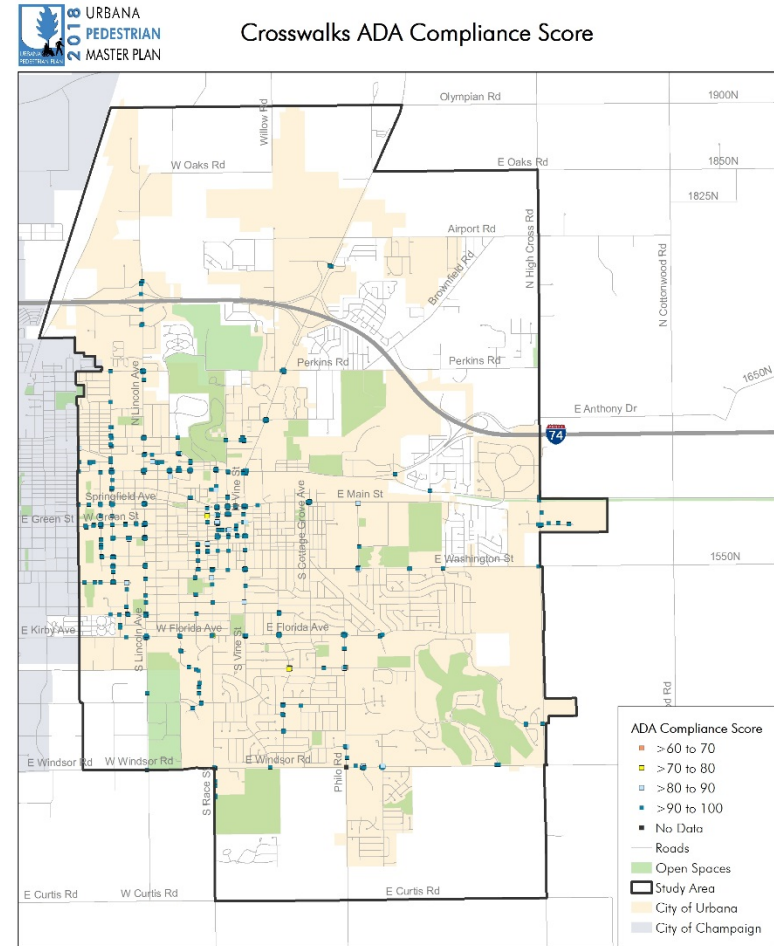 2018
URBANA
PEDESTRIAN
MASTER PLAN
URBANA
PEDESTRIAN PLAN
Crosswalks ADA Compliance Score
Olympian Rd
1900N
Willow Rd
W Oaks Rd
E Oaks Rd
1850N
1825N
Airport Rd
N High Cross Rd
Brownfield Rd
N Cottonwood Rd
Perkins Rd
Perkins Rd
1650N
N Lincoln Ave
E Anthony Dr
74
N Vine St
Springfield Ave
E Main St
E Green St
W Green St
S Cottage Grove Ave
E Washington St
1550N
E Kirby Ave
W Florida Ave
E Florida Ave
S Lincoln Ave
S Vine St
E Windsor Rd
W Windsor Rd
E Windsor Rd
Philo Rd
S Race St
E Curtis Rd
W Curtis Rd
E Curtis Rd
ADA Compliance Score
>60 to 70
>70 to 80
>80 to 90
>90 to 100
No Data
Roads
Open Spaces
Study Area
City of Urbana
City of Champaign